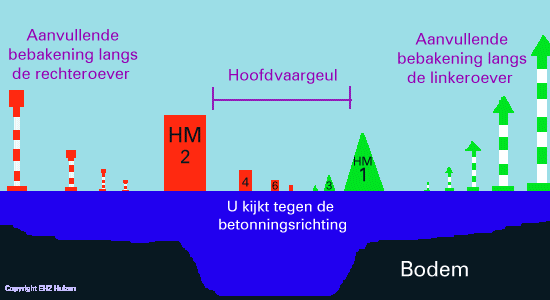 Aanvullende
bebakening langs
de rechteroever
Hoofdvaargeul
Aanvullende
bebakening langs
de linkeroever
HM
2
4
6
3
HM
1
U kijkt tegen de
betonningsrichting
Bodem
Copyright EHZ Huizen